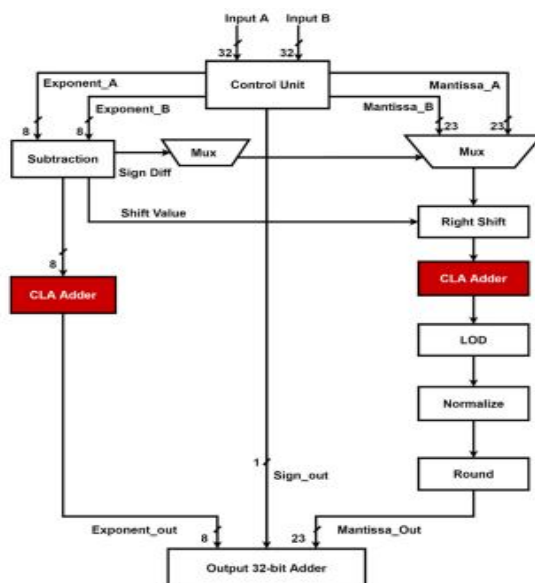 Input A Input B
32 32
Control Unit
Exponent_A
Mantissa_A
Exponent_B
Mantissa_B
8 8
23 23
Subtraction
Mux
Mux
Sign Diff
Shift Value
Right Shift
8
CLA Adder
CLA Adder
LOD
Normalize
Round
1
Sign_out
Exponent_out
Mantissa_Out
8
23
Output 32-bit Adder